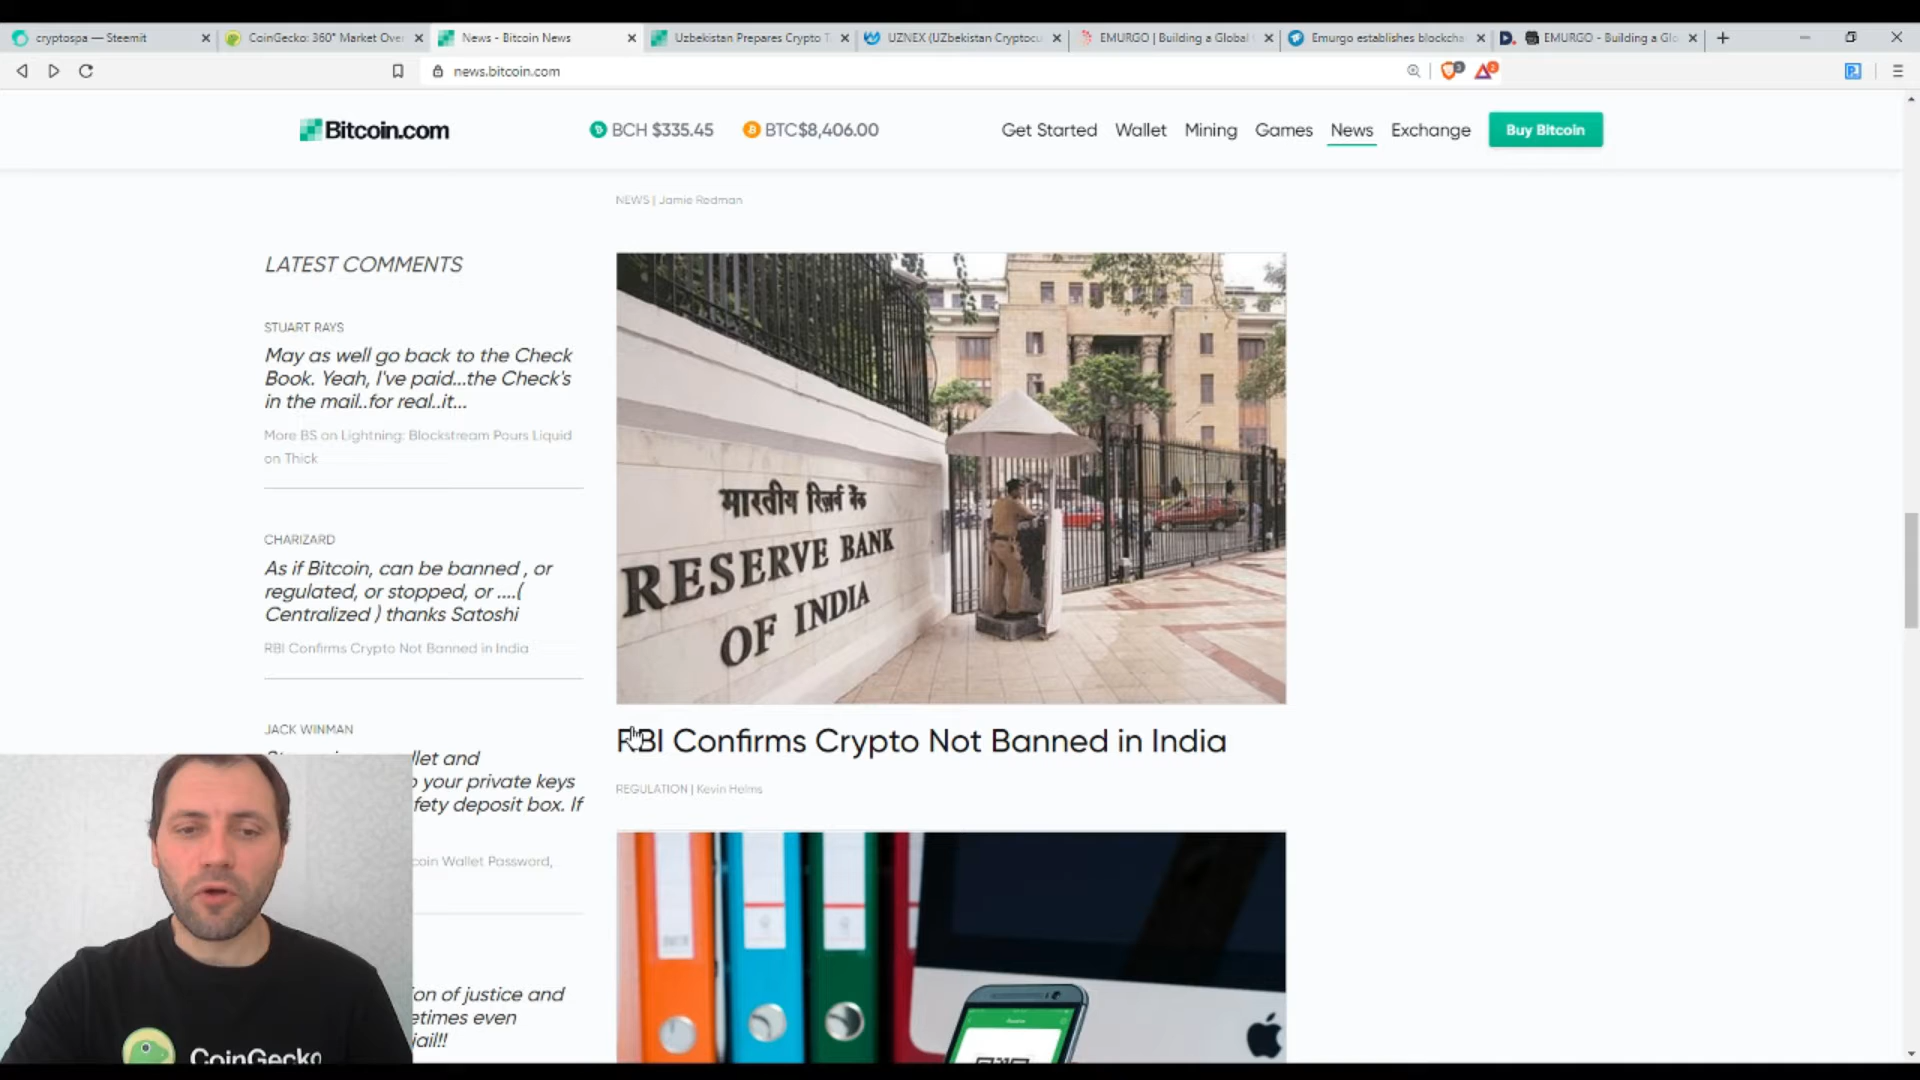 cryptospa — Steemit
CoinGecko: 360° Market Over
News - Bitcoin News
Uzbekistan Prepares Crypto T
UZNEX (UZbekistan Cryptocu
EMURGO | Building a Global
Emurgo establishes blockcha
EMURGO - Building a Glo
news.bitcoin.com
3
2
Bitcoin.com
BCH $335.45
BTC$8,406.00
Get Started
Wallet
Mining
Games
News
Exchange
Buy Bitcoin
NEWS | Jamie Redman
LATEST COMMENTS
STUART RAYS
May as well go back to the Check
Book. Yeah, I've paid...the Check's
in the mail..for real..it...
More BS on Lightning: Blockstream Pours Liquid
on Thick
CHARIZARD
As if Bitcoin, can be banned , or
regulated, or stopped, or ....(
Centralized ) thanks Satoshi
RBI Confirms Crypto Not Banned in India
JACK WINMAN
llet and
your private keys
fety deposit box. If
coin Wallet Password,
ion of justice and
etimes even
jail!!
भारतीय रिज़र्व बैंक
RESERVE BANK
OF INDIA
RBI Confirms Crypto Not Banned in India
REGULATION | Kevin Helms
CoinGecko